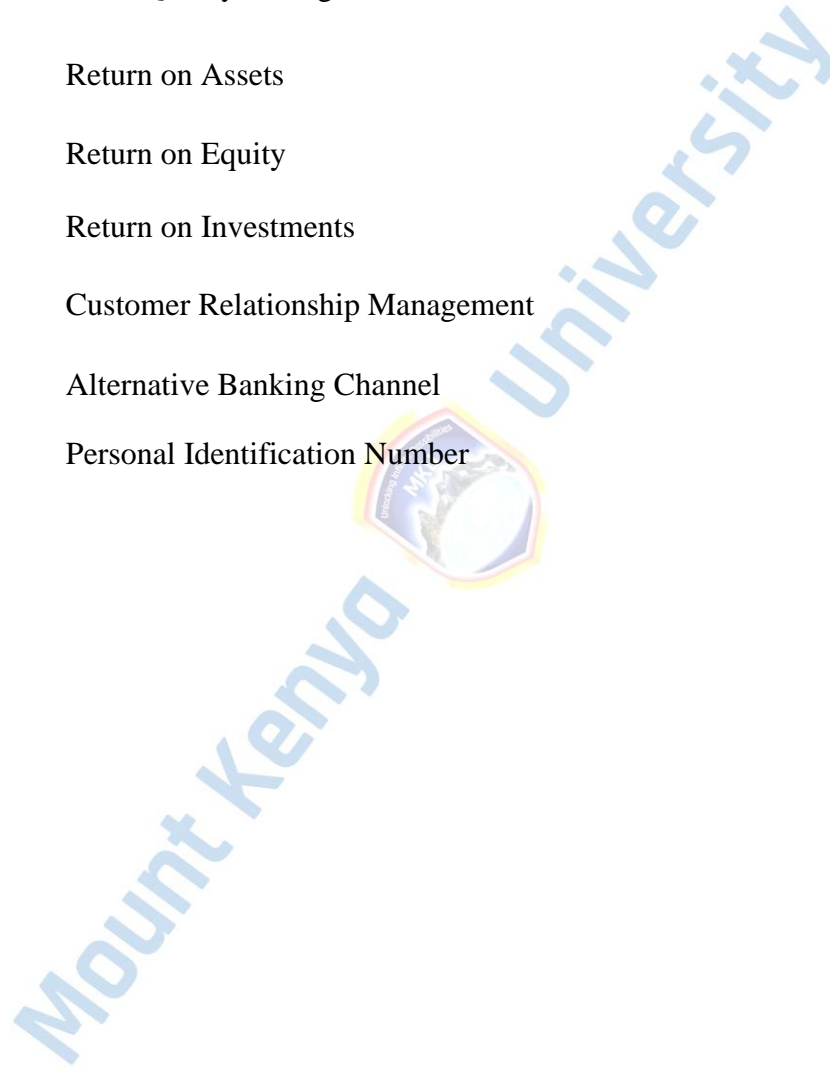 Return on Assets
Return on Equity
Return on Investments
Customer Relationship Management
Alternative Banking Channel
Personal Identification Number
Mount Kenya University
MKU